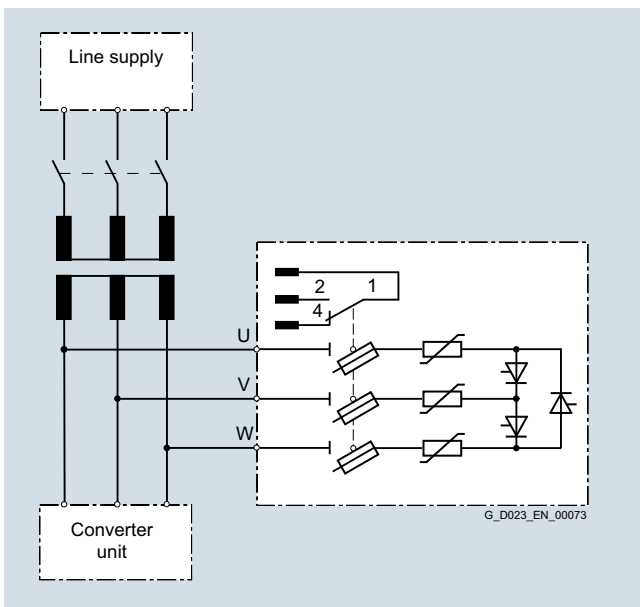 Line supply
2
1
4
U
V
W
G_D023_EN_00073
Converter
unit